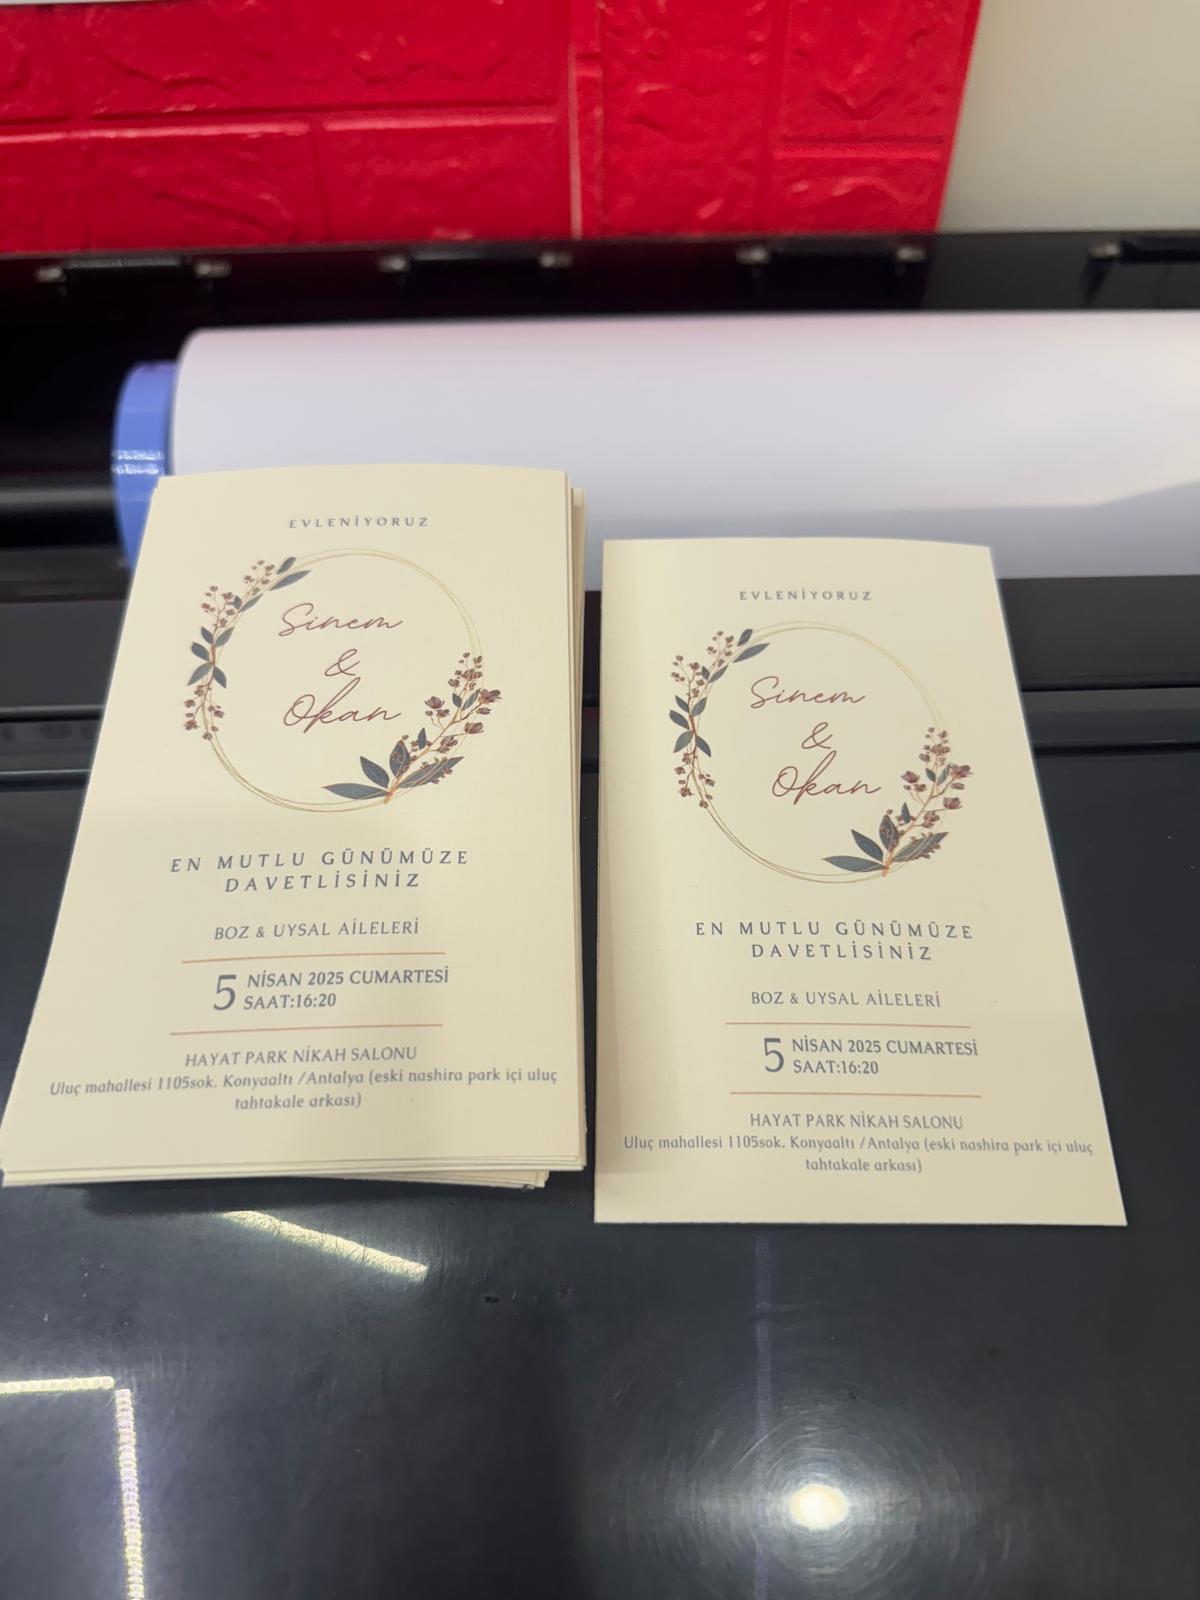 EVLENİYORUZ
Sinem
&
Okan
EN MUTLU GÜNÜMÜZE
DAVETLİSİNİZ
BOZ & UYSAL AİLELERİ
5 NİSAN 2025 CUMARTESİ
SAAT:16:20
HAYAT PARK NİKAH SALONU
Uluç mahallesi 1105sok. Konyaaltı /Antalya (eski nashira park içi uluç
tahtakale arkası)
EVLENİYORUZ
Sinem
&
Okan
EN MUTLU GÜNÜMÜZE
DAVETLİSİNİZ
BOZ & UYSAL AİLELERİ
5 NİSAN 2025 CUMARTESİ
SAAT:16:20
HAYAT PARK NİKAH SALONU
Uluç mahallesi 1105sok. Konyaaltı /Antalya (eski nashira park içi uluç
tahtakale arkası)